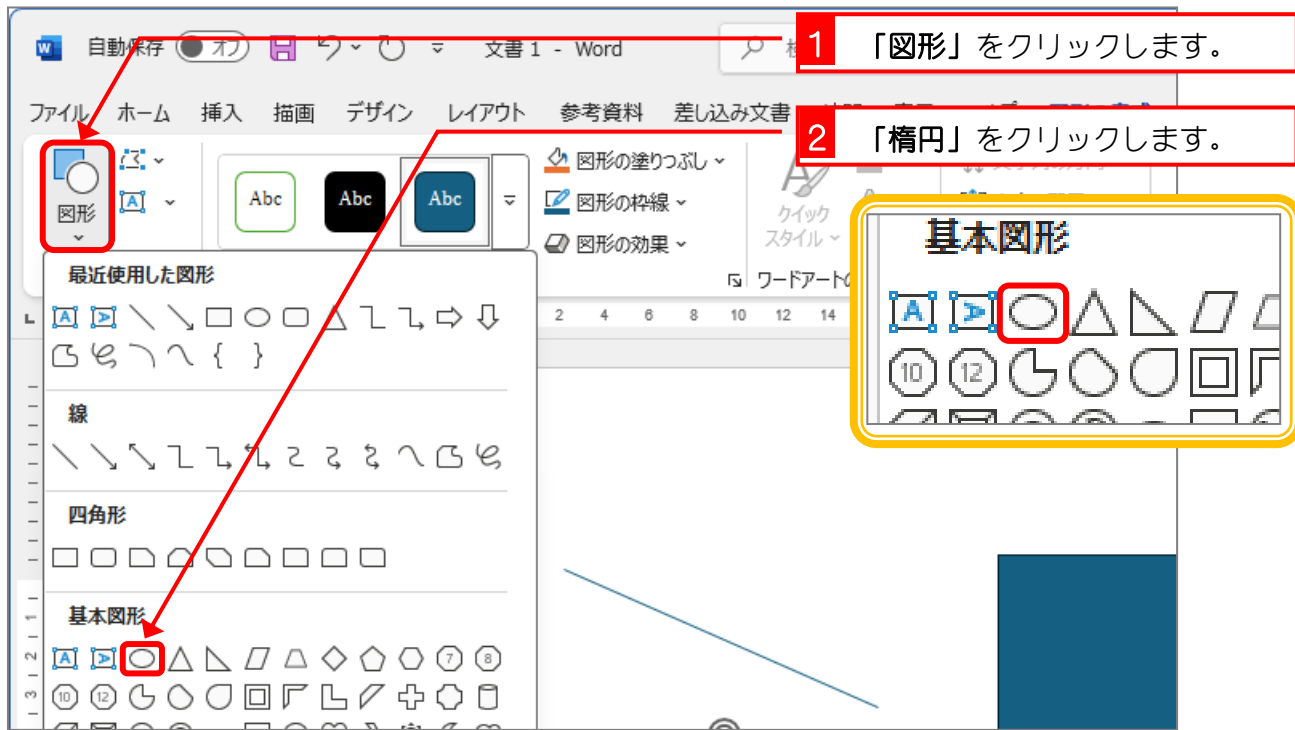 自動保存 オフ 文書 1 - Word
1 「図形」をクリックします。
ファイル ホーム 挿入 描画 デザイン レイアウト 参考資料 差し込み文書
2 「楕円」をクリックします。
図形
Abc Abc Abc
図形の塗りつぶし
図形の枠線
図形の効果
クイック
スタイル
最近使用した図形
2 4 6 8 10 12 14
線
四角形
基本図形
7 8
10 12
1
2
3
基本図形
10 12